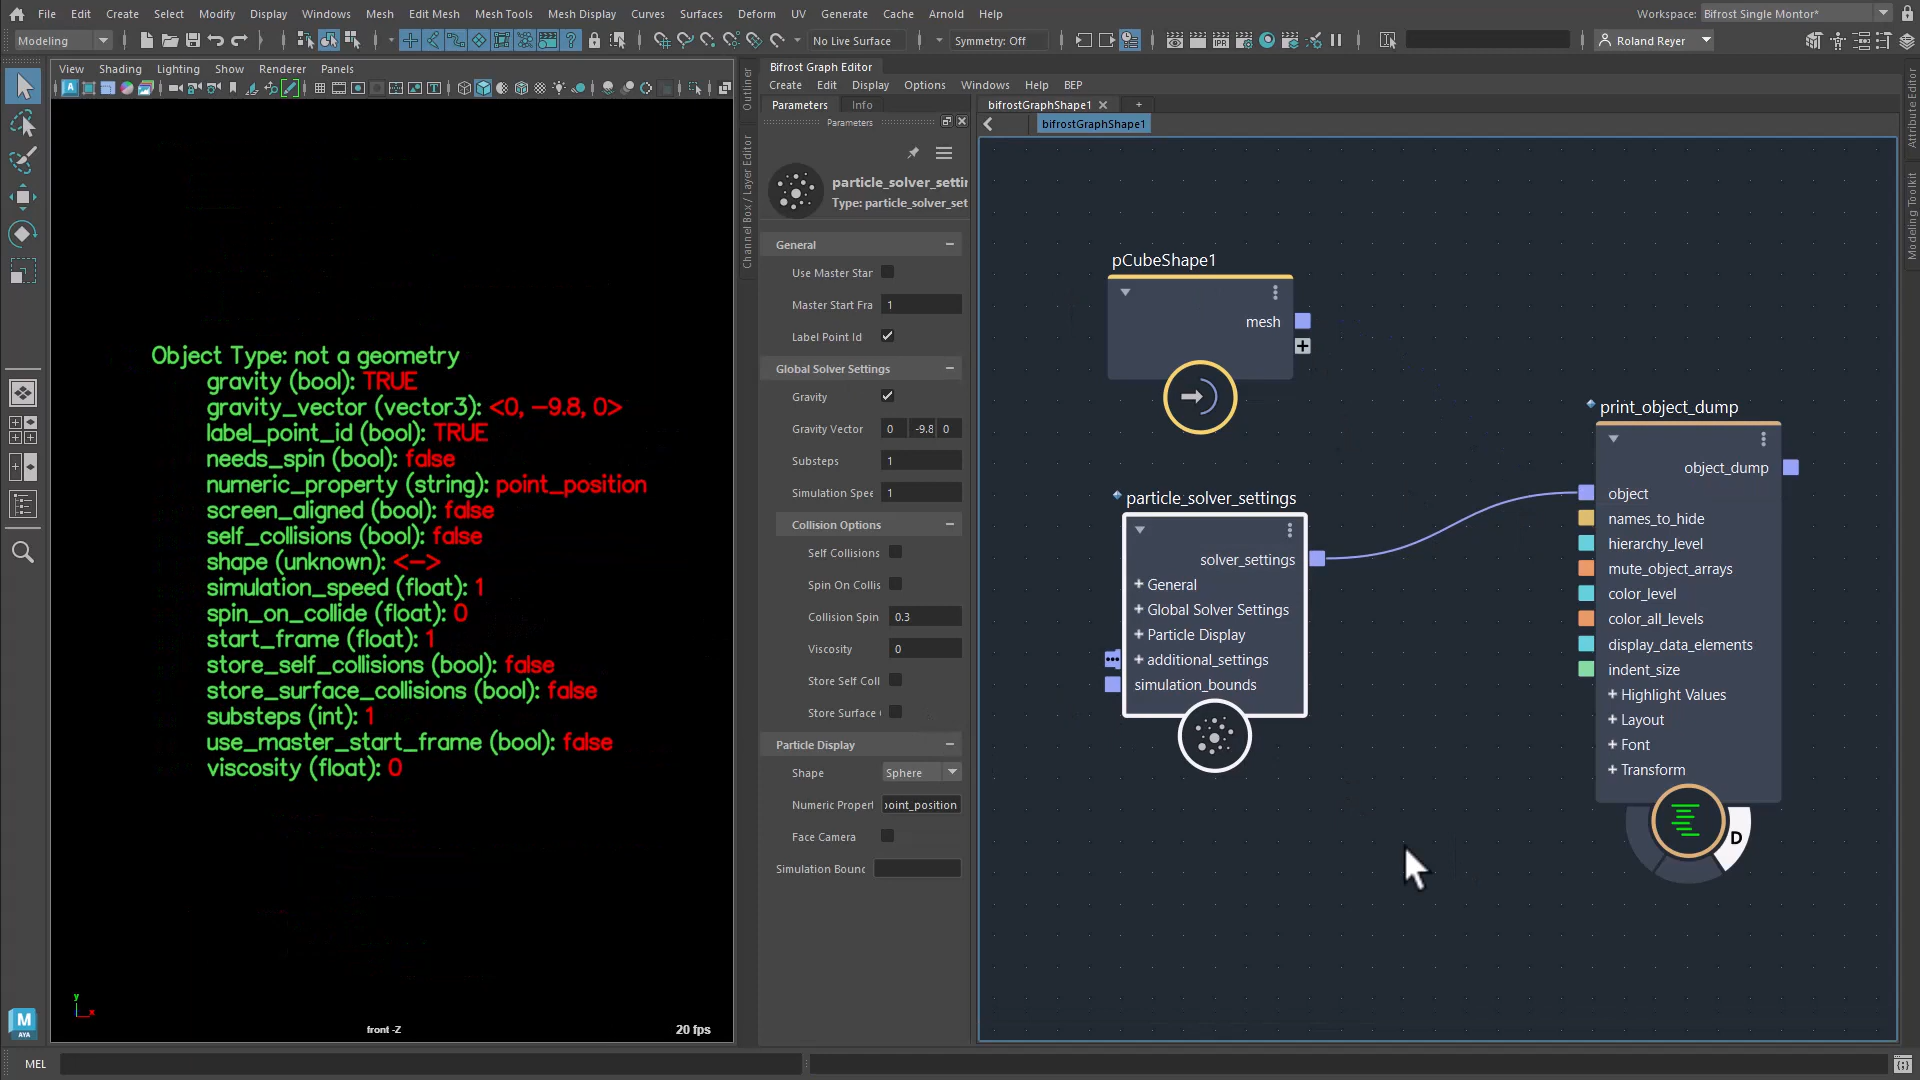 File Edit Create Select Modify Display Windows Mesh Edit Mesh Mesh Tools Mesh Display Curves Surfaces Deform UV Generate Cache Arnold Help
Workspace: Bifrost Single Montor*
Modeling
No Live Surface
Symmetry: Off
IPR
Roland Reyer
View Shading Lighting Show Renderer Panels
Object Type: not a geometry
gravity (bool): TRUE
gravity_vector (vector3): <0, -9.8, 0>
label_point_id (bool): TRUE
needs_spin (bool): false
numeric_property (string): point_position
screen_aligned (bool): false
self_collisions (bool): false
shape (unknown): <->
simulation_speed (float): 1
spin_on_collide (float): 0
start_frame (float): 1
store_self_collisions (bool): false
store_surface_collisions (bool): false
substeps (int): 1
use_master_start_frame (bool): false
viscosity (float): 0
y
x
front -Z
20 fps
M
AYA
MEL
Outliner
Channel Box / Layer Editor
Bifrost Graph Editor
Create Edit Display Options Windows Help BEP
Parameters Info
Parameters
particle_solver_settin
Type: particle_solver_set
General
Use Master Star
Master Start Fra 1
Label Point Id
Global Solver Settings
Gravity
Gravity Vector 0 -9.8 0
Substeps 1
Simulation Spee 1
Collision Options
Self Collisions
Spin On Collis
Collision Spin 0.3
Viscosity 0
Store Self Coll
Store Surface
Particle Display
Shape Sphere
Numeric Propert point_position
Face Camera
Simulation Bounc
bifrostGraphShape1
bifrostGraphShape1
pCubeShape1
mesh
particle_solver_settings
solver_settings
General
Global Solver Settings
Particle Display
additional_settings
simulation_bounds
print_object_dump
object_dump
object
names_to_hide
hierarchy_level
mute_object_arrays
color_level
color_all_levels
display_data_elements
indent_size
Highlight Values
Layout
Font
Transform
D
Attribute Editor
Modeling Toolkit